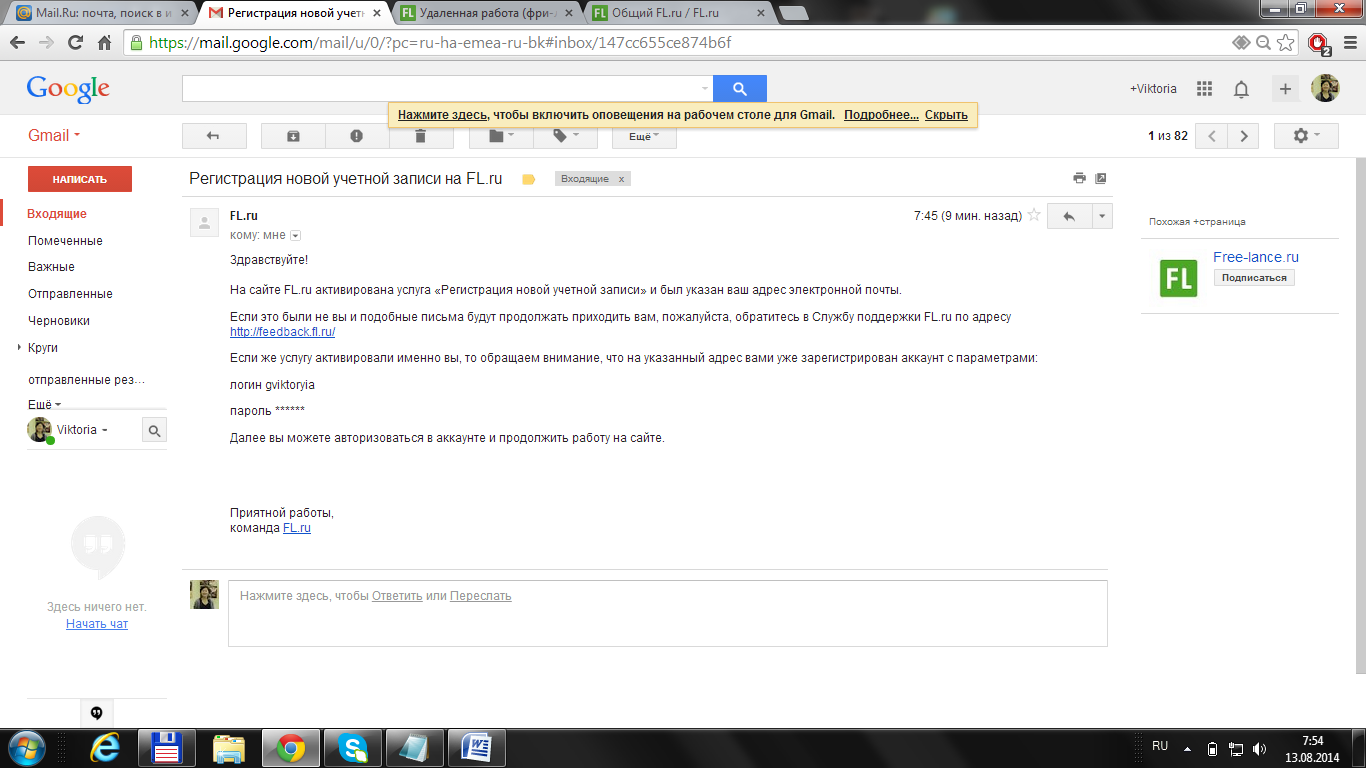 Mail.Ru: почта, поиск в и
Регистрация новой учетн
Удаленная работа (фри-л
Общий FL.ru / FL.ru
https://mail.google.com/mail/u/0/?pc=ru-ha-emea-ru-bk#inbox/147cc655ce874b6f
2
Google
+Viktoria
Нажмите здесь, чтобы включить оповещения на рабочем столе для Gmail. Подробнее... Скрыть
Gmail
Ещё
1 из 82
НАПИСАТЬ
Входящие
Помеченные
Важные
Отправленные
Черновики
Круги
отправленные рез…
Ещё
Viktoria
Здесь ничего нет.
Начать чат
Регистрация новой учетной записи на FL.ru
Входящие x
FL.ru
7:45 (9 мин. назад)
кому: мне
Здравствуйте!
На сайте FL.ru активирована услуга «Регистрация новой учетной записи» и был указан ваш адрес электронной почты.
Если это были не вы и подобные письма будут продолжать приходить вам, пожалуйста, обратитесь в Службу поддержки FL.ru по адресу
http://feedback.fl.ru/
Если же услугу активировали именно вы, то обращаем внимание, что на указанный адрес вами уже зарегистрирован аккаунт с параметрами:
логин gviktoryia
пароль ******
Далее вы можете авторизоваться в аккаунте и продолжить работу на сайте.
Приятной работы,
команда FL.ru
Нажмите здесь, чтобы Ответить или Переслать
Похожая +страница
FL
Free-lance.ru
Подписаться
RU
7:54
13.08.2014